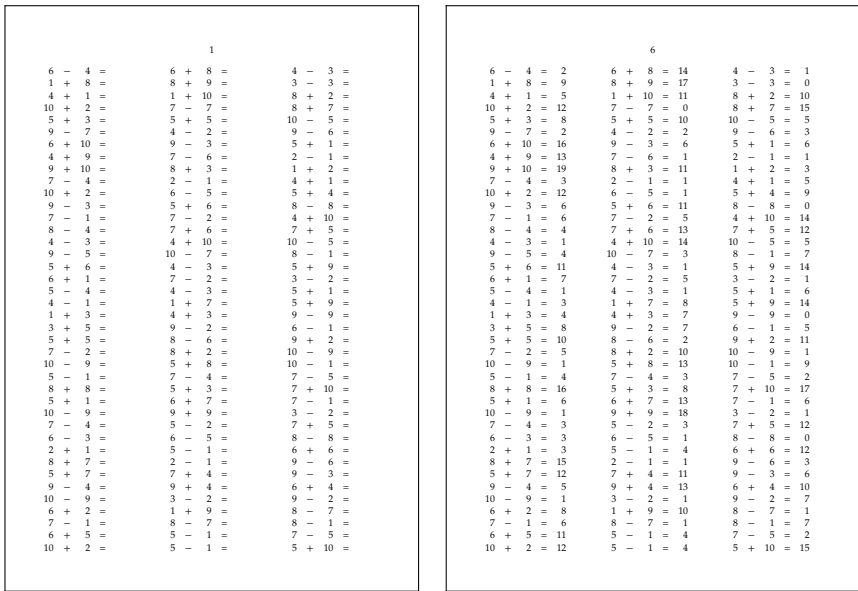 1
6 − 4 = 6 + 8 = 4 − 3 =
1 + 8 = 8 + 9 = 3 − 3 =
4 + 1 = 1 + 10 = 8 + 2 =
10 + 2 = 7 − 7 = 8 + 7 =
5 + 3 = 5 + 5 = 10 − 5 =
9 − 7 = 4 − 2 = 9 − 6 =
6 + 10 = 9 − 3 = 5 + 1 =
4 + 9 = 7 − 6 = 2 − 1 =
9 + 10 = 8 + 3 = 1 + 2 =
7 − 4 = 2 − 1 = 4 + 1 =
10 + 2 = 6 − 5 = 5 + 4 =
9 − 3 = 5 + 6 = 8 − 8 =
7 − 1 = 7 − 2 = 4 + 10 =
8 − 4 = 7 + 6 = 7 + 5 =
4 − 3 = 4 + 10 = 10 − 5 =
9 − 5 = 10 − 7 = 8 − 1 =
5 + 6 = 4 − 3 = 5 + 9 =
6 + 1 = 7 − 2 = 3 − 2 =
5 − 4 = 4 − 3 = 5 + 1 =
4 − 1 = 1 + 7 = 5 + 9 =
1 + 3 = 4 + 3 = 9 − 9 =
3 + 5 = 9 − 2 = 6 − 1 =
5 + 5 = 8 − 6 = 9 + 2 =
7 − 2 = 8 + 2 = 10 − 9 =
10 − 9 = 5 + 8 = 10 − 1 =
5 − 1 = 7 − 4 = 7 − 5 =
8 + 8 = 5 + 3 = 7 + 10 =
5 + 1 = 6 + 7 = 7 − 1 =
10 − 9 = 9 + 9 = 3 − 2 =
7 − 4 = 5 − 2 = 7 + 5 =
6 − 3 = 6 − 5 = 8 − 8 =
2 + 1 = 5 − 1 = 6 + 6 =
8 + 7 = 2 − 1 = 9 − 6 =
5 + 7 = 7 + 4 = 9 − 3 =
9 − 4 = 9 + 4 = 6 + 4 =
10 − 9 = 3 − 2 = 9 − 2 =
6 + 2 = 1 + 9 = 8 − 7 =
7 − 1 = 8 − 7 = 8 − 1 =
6 + 5 = 5 − 1 = 7 − 5 =
10 + 2 = 5 − 1 = 5 + 10 =
6
6 − 4 = 2 6 + 8 = 14 4 − 3 = 1
1 + 8 = 9 8 + 9 = 17 3 − 3 = 0
4 + 1 = 5 1 + 10 = 11 8 + 2 = 10
10 + 2 = 12 7 − 7 = 0 8 + 7 = 15
5 + 3 = 8 5 + 5 = 10 10 − 5 = 5
9 − 7 = 2 4 − 2 = 2 9 − 6 = 3
6 + 10 = 16 9 − 3 = 6 5 + 1 = 6
4 + 9 = 13 7 − 6 = 1 2 − 1 = 1
9 + 10 = 19 8 + 3 = 11 1 + 2 = 3
7 − 4 = 3 2 − 1 = 1 4 + 1 = 5
10 + 2 = 12 6 − 5 = 1 5 + 4 = 9
9 − 3 = 6 5 + 6 = 11 8 − 8 = 0
7 − 1 = 6 7 − 2 = 5 4 + 10 = 14
8 − 4 = 4 7 + 6 = 13 7 + 5 = 12
4 − 3 = 1 4 + 10 = 14 10 − 5 = 5
9 − 5 = 4 10 − 7 = 3 8 − 1 = 7
5 + 6 = 11 4 − 3 = 1 5 + 9 = 14
6 + 1 = 7 7 − 2 = 5 3 − 2 = 1
5 − 4 = 1 4 − 3 = 1 5 + 1 = 6
4 − 1 = 3 1 + 7 = 8 5 + 9 = 14
1 + 3 = 4 4 + 3 = 7 9 − 9 = 0
3 + 5 = 8 9 − 2 = 7 6 − 1 = 5
5 + 5 = 10 8 − 6 = 2 9 + 2 = 11
7 − 2 = 5 8 + 2 = 10 10 − 9 = 1
10 − 9 = 1 5 + 8 = 13 10 − 1 = 9
5 − 1 = 4 7 − 4 = 3 7 − 5 = 2
8 + 8 = 16 5 + 3 = 8 7 + 10 = 17
5 + 1 = 6 6 + 7 = 13 7 − 1 = 6
10 − 9 = 1 9 + 9 = 18 3 − 2 = 1
7 − 4 = 3 5 − 2 = 3 7 + 5 = 12
6 − 3 = 3 6 − 5 = 1 8 − 8 = 0
2 + 1 = 3 5 − 1 = 4 6 + 6 = 12
8 + 7 = 15 2 − 1 = 1 9 − 6 = 3
5 + 7 = 12 7 + 4 = 11 9 − 3 = 6
9 − 4 = 5 9 + 4 = 13 6 + 4 = 10
10 − 9 = 1 3 − 2 = 1 9 − 2 = 7
6 + 2 = 8 1 + 9 = 10 8 − 7 = 1
7 − 1 = 6 8 − 7 = 1 8 − 1 = 7
6 + 5 = 11 5 − 1 = 4 7 − 5 = 2
10 + 2 = 12 5 − 1 = 4 5 + 10 = 15